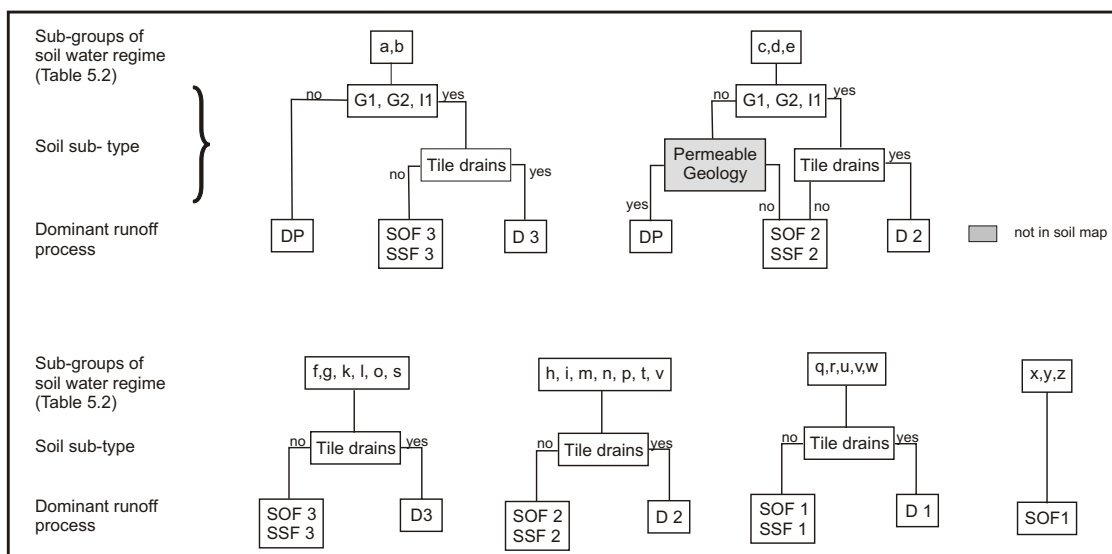 Sub-groups of
soil water regime
(Table 5.2)
a,b
c,d,e
no
G1, G2, I1
yes
no
G1, G2, I1
yes
Soil sub- type
Tile drains
Permeable
Geology
Tile drains
no
yes
yes
no
no
yes
Dominant runoff
process
DP
SOF 3
SSF 3
D 3
DP
SOF 2
SSF 2
D 2
not in soil map
Sub-groups of
soil water regime
(Table 5.2)
f,g, k, l, o, s
h, i, m, n, p, t, v
q,r,u,v,w
x,y,z
Soil sub-type
no
Tile drains
yes
no
Tile drains
yes
no
Tile drains
yes
Dominant runoff
process
SOF 3
SSF 3
D3
SOF 2
SSF 2
D 2
SOF 1
SSF 1
D 1
SOF1